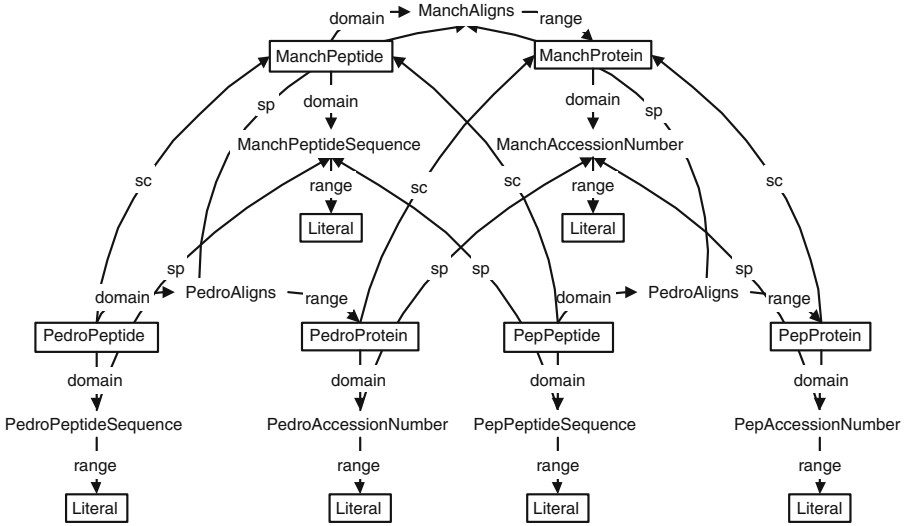 ManchAligns
domain
range
ManchPeptide
ManchProtein
sp
domain
domain
sp
ManchPeptideSequence
ManchAccessionNumber
sc
range
sc
sc
range
sc
Literal
Literal
sp
sp
sp
sp
domain
PedroAligns
range
domain
PedroAligns
range
PedroPeptide
PedroProtein
PepPeptide
PepProtein
domain
domain
domain
domain
PedroPeptideSequence
PedroAccessionNumber
PepPeptideSequence
PepAccessionNumber
range
range
range
range
Literal
Literal
Literal
Literal